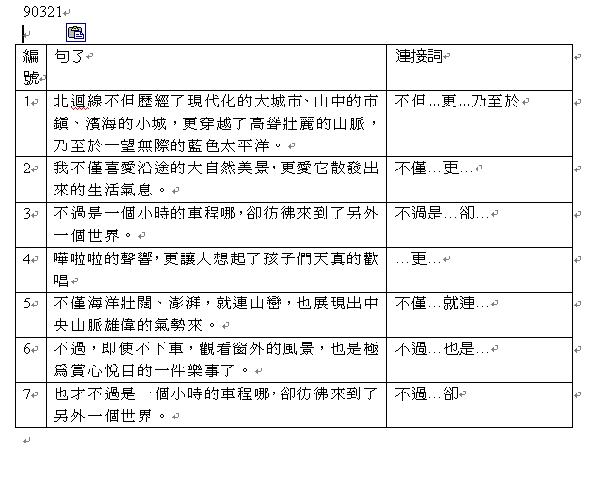 90321
編號 句子 連接詞
1 北迴線不但歷經了現代化的大城市、山中的市 不但…更…乃至於
鎮、濱海的小城，更穿越了高聳壯麗的山脈，
乃至於一望無際的藍色太平洋。
2 我不僅喜愛沿途的大自然美景，更愛它散發出 不僅…更…
來的生活氣息。
3 不過是一個小時的車程哪，卻彷彿來到了另外 不過是…卻…
一個世界。
4 嘩啦啦的聲響，更讓人想起了孩子們天真的歡 …更…
唱
5 不僅海洋壯闊、澎湃，就連山巒，也展現出中 不僅…就連…
央山脈雄偉的氣勢來。
6 不過，即使不下車，觀看窗外的風景，也是極 不過…也是…
為賞心悅目的一件樂事了。
7 也才不過是一個小時的車程哪，卻彷彿來到了 不過…卻
另外一個世界。